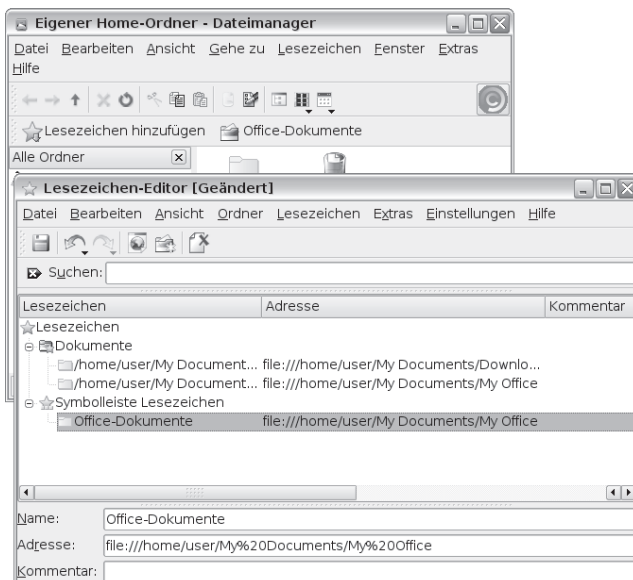 Eigener Home-Ordner - Dateimanager
Datei Bearbeiten Ansicht Gehe zu Lesezeichen Fenster Extras
Hilfe
Lesezeichen hinzufügen Office-Dokumente
Alle Ordner
Lesezeichen-Editor [Geändert]
Datei Bearbeiten Ansicht Ordner Lesezeichen Extras Einstellungen Hilfe
Suchen:
Lesezeichen Adresse Kommentar
Lesezeichen
Dokumente
/home/user/My Document... file:///home/user/My Documents/Downlo...
/home/user/My Document... file:///home/user/My Documents/My Office
Symbolleiste Lesezeichen
Office-Dokumente file:///home/user/My Documents/My Office
Name: Office-Dokumente
Adresse: file:///home/user/My%20Documents/My%20Office
Kommentar: